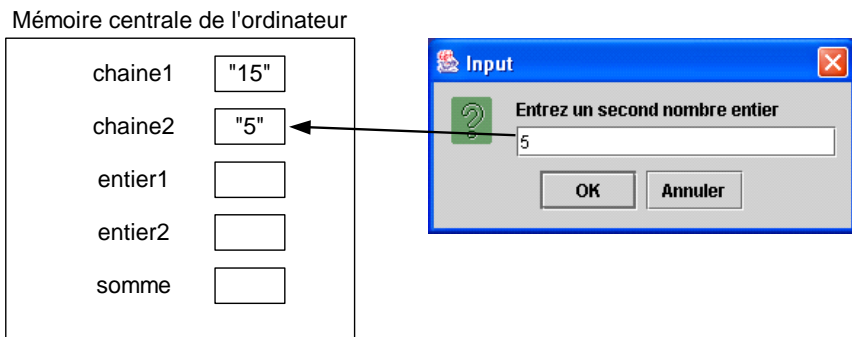 Mémoire centrale de l'ordinateur
chaine1 "15"
chaine2 "5"
entier1
entier2
somme
Input
Entrez un second nombre entier
5
OK Annuler